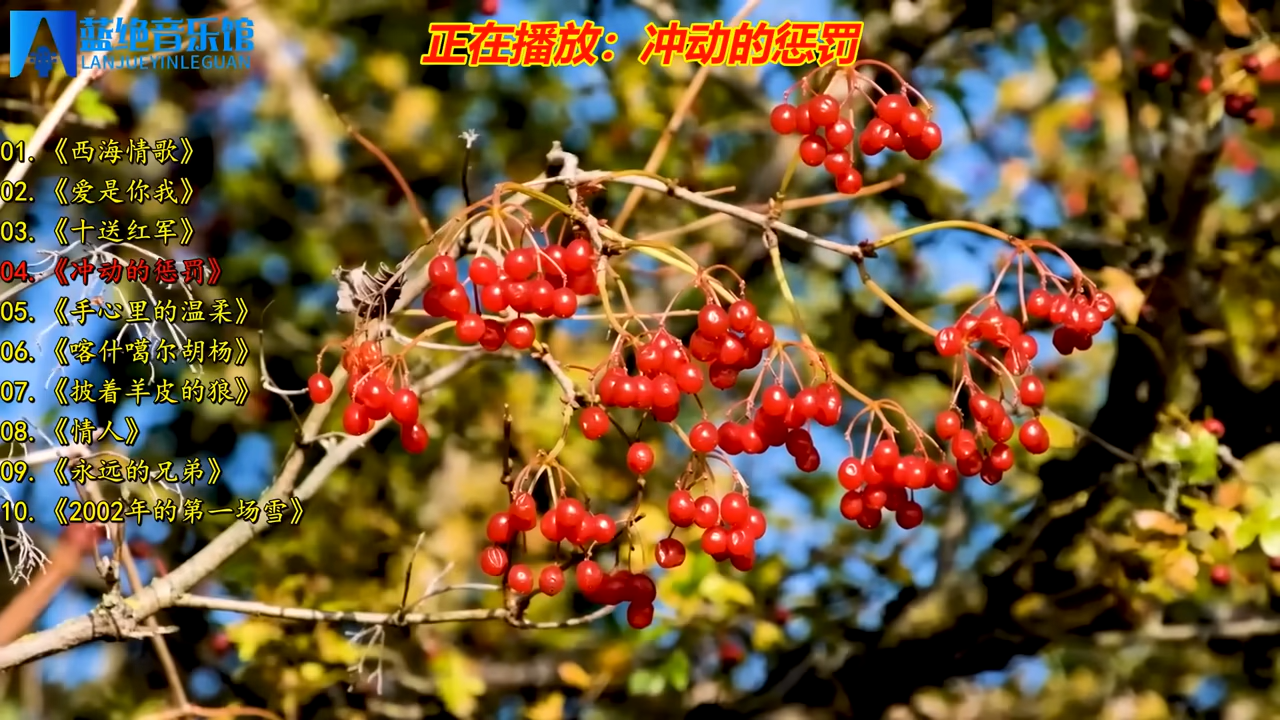 蓝绝音乐馆
LANJUEYINLEGUAN
正在播放：冲动的惩罚
01.《西海情歌》
02.《爱是你我》
03.《十送红军》
04.《冲动的惩罚》
05.《手心里的温柔》
06.《喀什噶尔胡杨》
07.《披着羊皮的狼》
08.《情人》
09.《永远的兄弟》
10.《2002年的第一场雪》